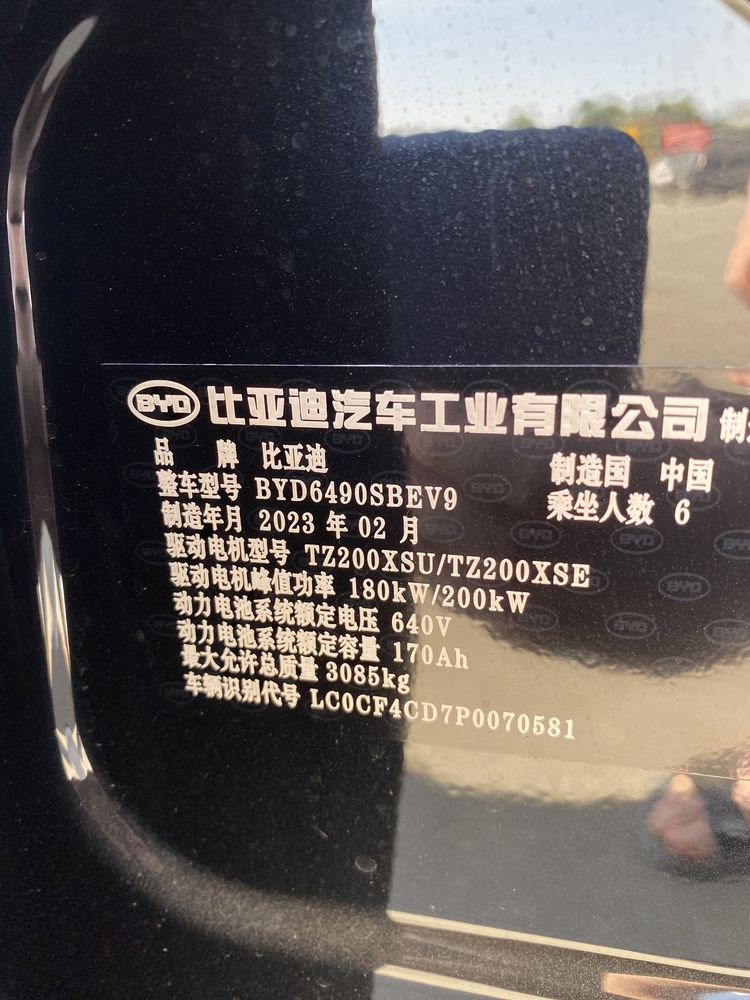 BYD 比亚迪汽车工业有限公司 制
品 牌 比亚迪 制造国 中国
整车型号 BYD6490SBEV9 乘坐人数 6
制造年月 2023 年 02 月
驱动电机型号 TZ200XSU/TZ200XSE
驱动电机峰值功率 180kW/200kW
动力电池系统额定电压 640V
动力电池系统额定容量 170Ah
最大允许总质量 3085kg
车辆识别代号 LC0CF4CD7P0070581